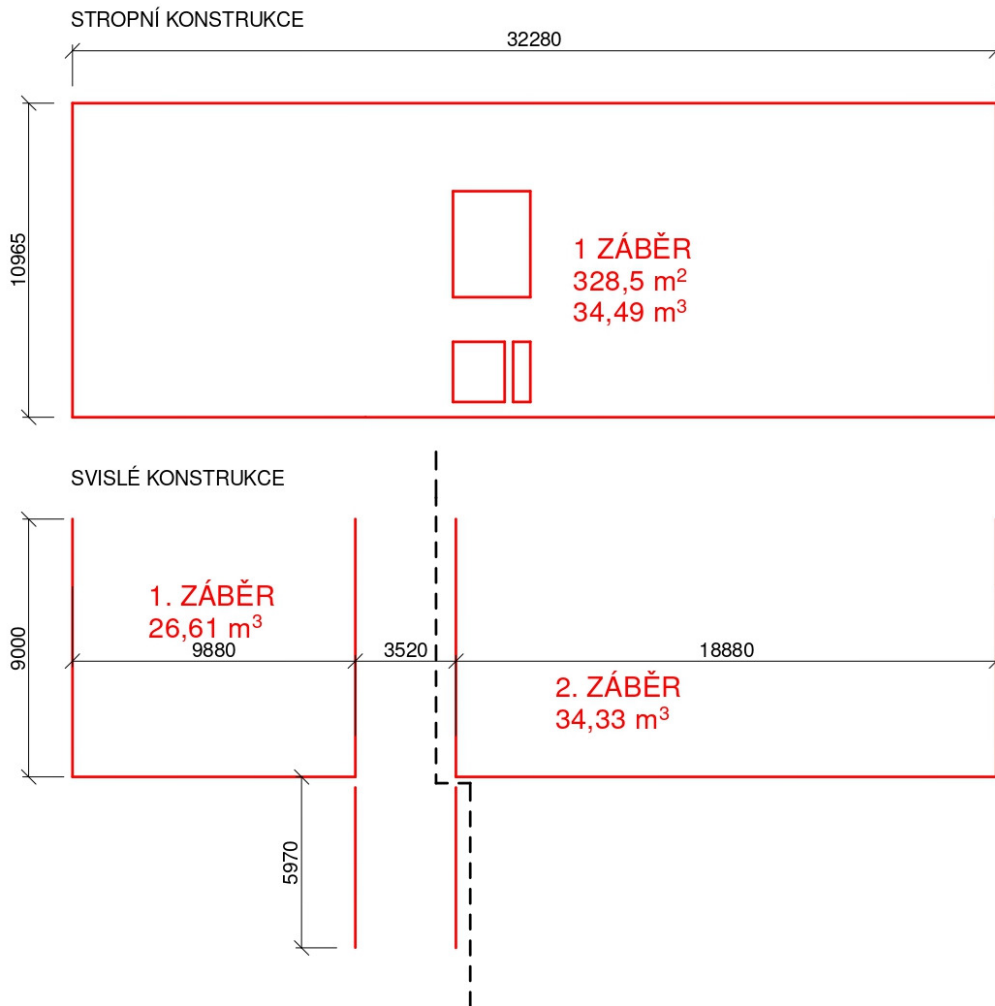 STROPNÍ KONSTRUKCE
32280
10965
1 ZÁBĚR
328,5 m²
34,49 m³
SVISLÉ KONSTRUKCE
9000
1. ZÁBĚR
26,61 m³
9880
3520
18880
2. ZÁBĚR
34,33 m³
5970